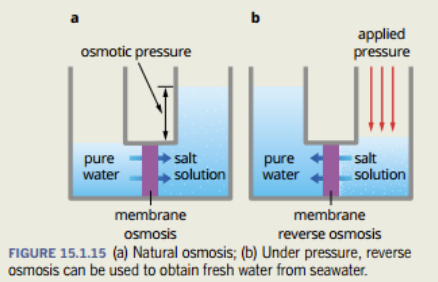 a
osmotic pressure
pure
water
salt
solution
membrane
osmosis
b
applied
pressure
pure
water
salt
solution
membrane
reverse osmosis
FIGURE 15.1.15 (a) Natural osmosis; (b) Under pressure, reverse
osmosis can be used to obtain fresh water from seawater.